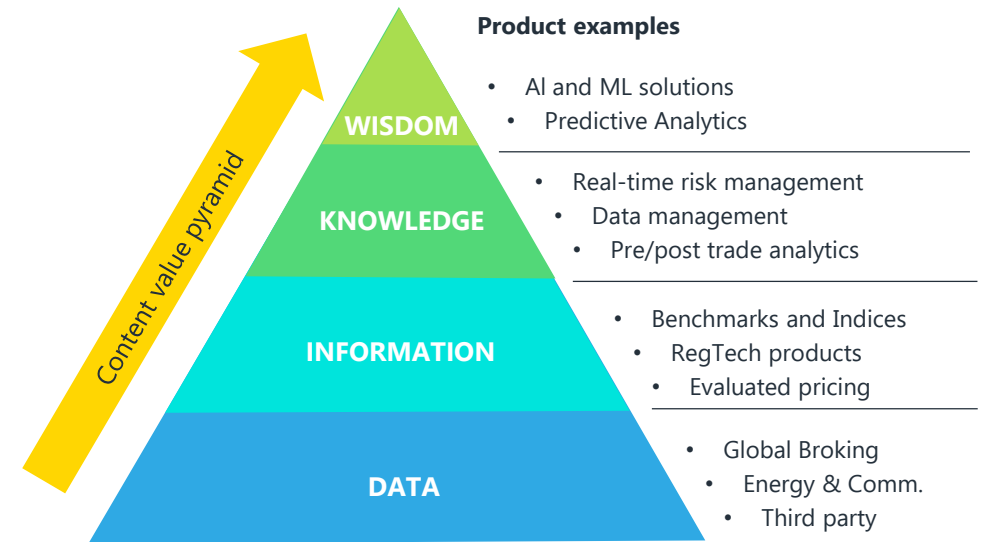 Product examples
• AI and ML solutions
• Predictive Analytics
WISDOM
• Real-time risk management
• Data management
• Pre/post trade analytics
KNOWLEDGE
Content value pyramid
• Benchmarks and Indices
• RegTech products
• Evaluated pricing
INFORMATION
• Global Broking
• Energy & Comm.
• Third party
DATA